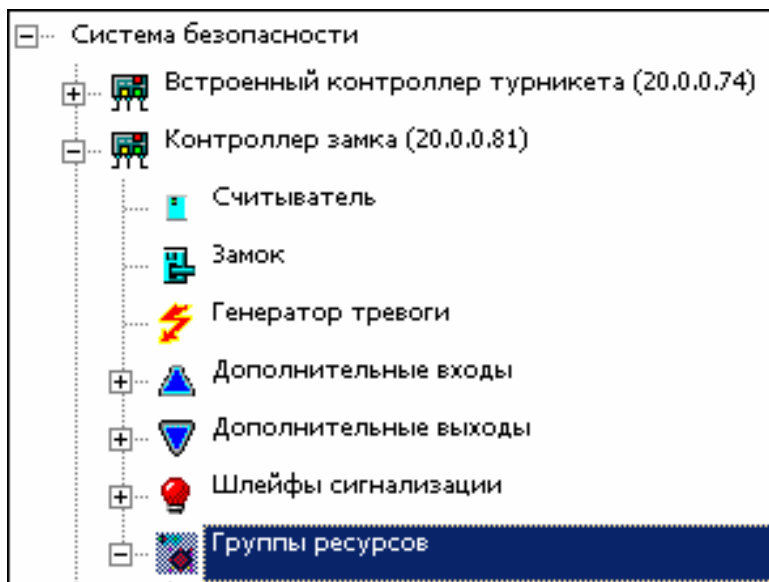 Система безопасности
Встроенный контроллер турникета (20.0.0.74)
Контроллер замка (20.0.0.81)
Считыватель
Замок
Генератор тревоги
Дополнительные входы
Дополнительные выходы
Шлейфы сигнализации
Группы ресурсов